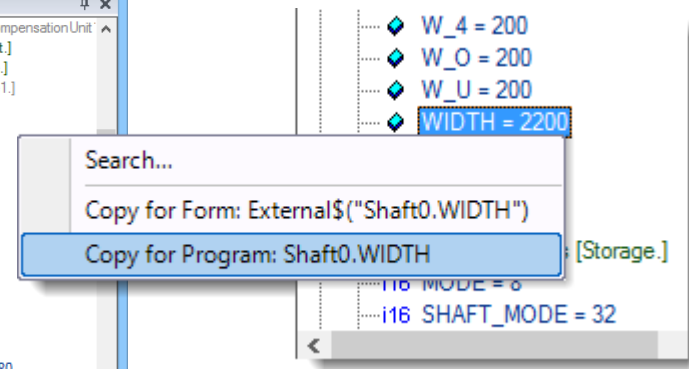 mpensationUnit
t.]
.]
1.]
W_4 = 200
W_O = 200
W_U = 200
WIDTH = 2200
Search...
Copy for Form: External$("Shaft0.WIDTH")
Copy for Program: Shaft0.WIDTH
[Storage.]
i16 MODE = 8
i16 SHAFT_MODE = 32